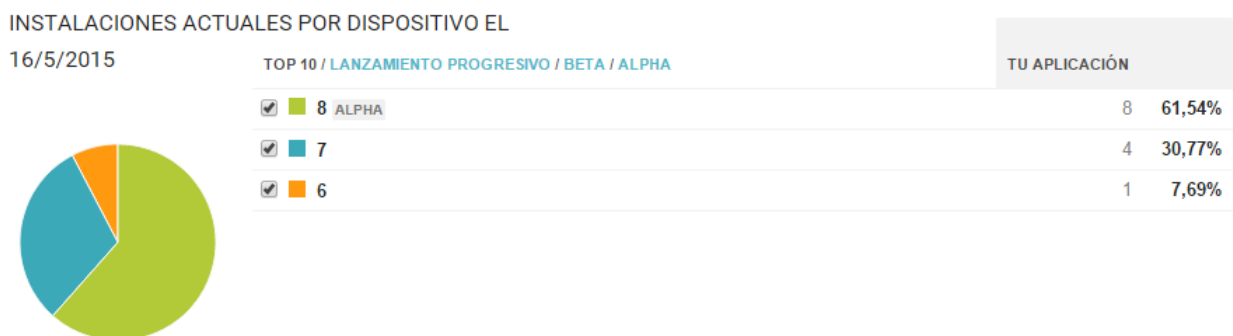 INSTALACIONES ACTUALES POR DISPOSITIVO EL
16/5/2015
TOP 10 / LANZAMIENTO PROGRESIVO / BETA / ALPHA
TU APLICACIÓN
8 ALPHA 8 61,54%
7 4 30,77%
6 1 7,69%